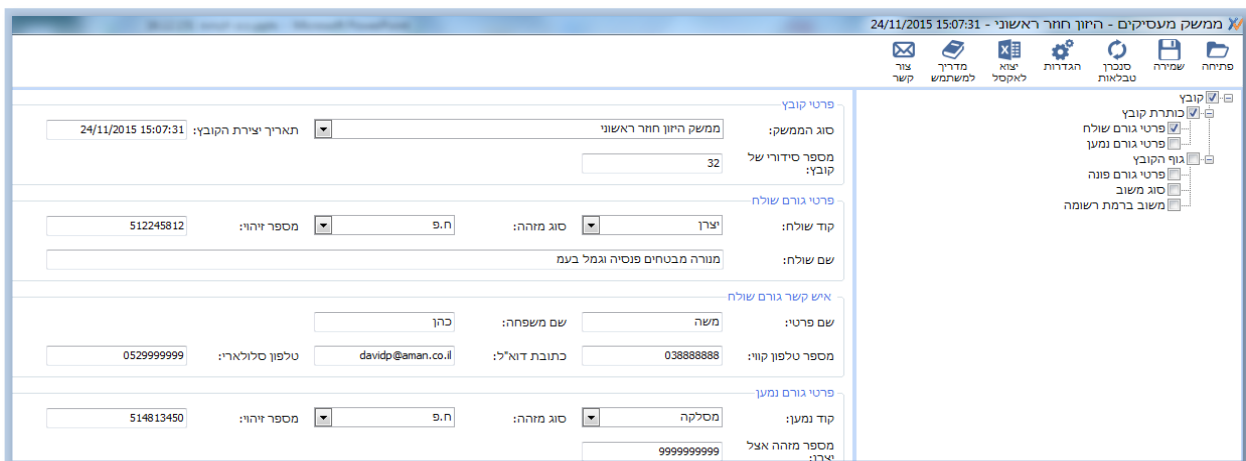 ממשק מעסיקים - היזון חוזר ראשוני - 24/11/2015 15:07:31
פתיחה
שמירה
סנכרן
טבלאות
הגדרות
יצוא
לאקסל
מדריך
למשתמש
צור
קשר
קובץ
כותרת קובץ
פרטי גורם שולח
פרטי גורם נמען
גוף הקובץ
פרטי גורם פונה
סוג משוב
משוב ברמת רשומה
פרטי קובץ
סוג הממשק: ממשק היזון חוזר ראשוני תאריך יצירת הקובץ: 24/11/2015 15:07:31
מספר סידורי של
קובץ: 32
פרטי גורם שולח
קוד שולח: יצרן סוג מזהה: ח.פ מספר זיהוי: 512245812
שם שולח: מנורה מבטחים פנסיה וגמל בעמ
איש קשר גורם שולח
שם פרטי: משה שם משפחה: כהן
מספר טלפון קווי: 038888888 כתובת דוא"ל: davidp@aman.co.il טלפון סלולארי: 0529999999
פרטי גורם נמען
קוד נמען: מסלקה סוג מזהה: ח.פ מספר זיהוי: 514813450
מספר מזהה אצל
יצרן: 9999999999